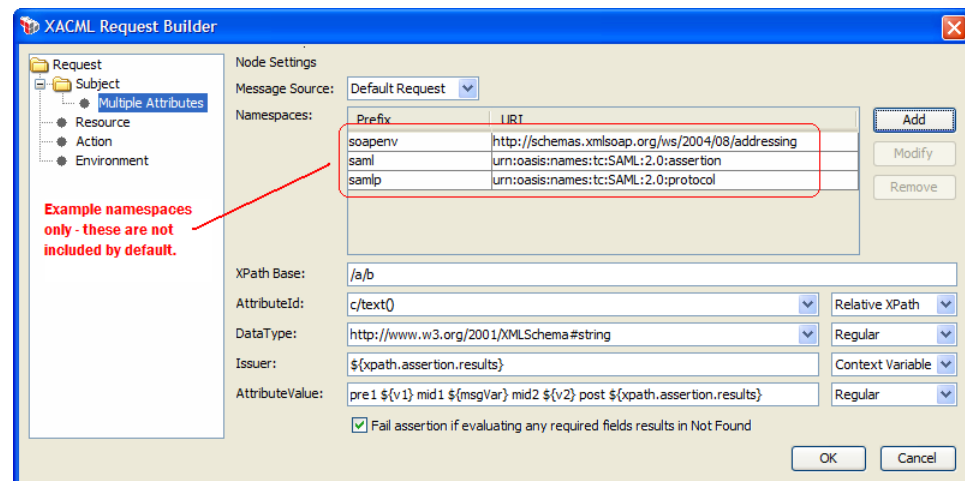 XACML Request Builder
Request
Subject
Multiple Attributes
Resource
Action
Environment
Example namespaces
only - these are not
included by default.
Node Settings
Message Source: Default Request
Namespaces:
Prefix URI
soapenv http://schemas.xmlsoap.org/ws/2004/08/addressing
saml urn:oasis:names:tc:SAML:2.0:assertion
samlp urn:oasis:names:tc:SAML:2.0:protocol
Add
Modify
Remove
XPath Base: /a/b
AttributeId: c/text() Relative XPath
DataType: http://www.w3.org/2001/XMLSchema#string Regular
Issuer: ${xpath.assertion.results} Context Variable
AttributeValue: pre1 ${v1} mid1 ${msgVar} mid2 ${v2} post ${xpath.assertion.results} Regular
Fail assertion if evaluating any required fields results in Not Found
OK Cancel